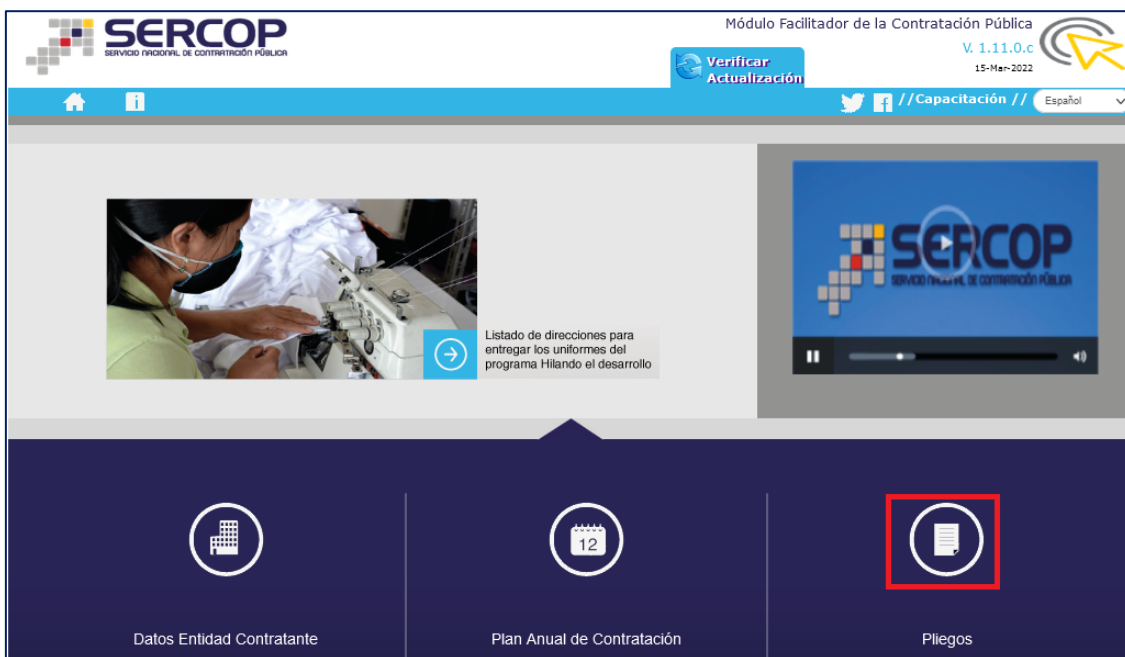 SERCOP
SERVICIO NACIONAL DE CONTRATACIÓN PÚBLICA
Módulo Facilitador de la Contratación Pública
V. 1.11.0.c
15-Mar-2022
Verificar
Actualización
i
f
//Capacitación //
Español
Listado de direcciones para
entregar los uniformes del
programa Hilando el desarrollo
SERCOP
SERVICIO NACIONAL DE CONTRATACIÓN PÚBLICA
12
Datos Entidad Contratante
Plan Anual de Contratación
Pliegos